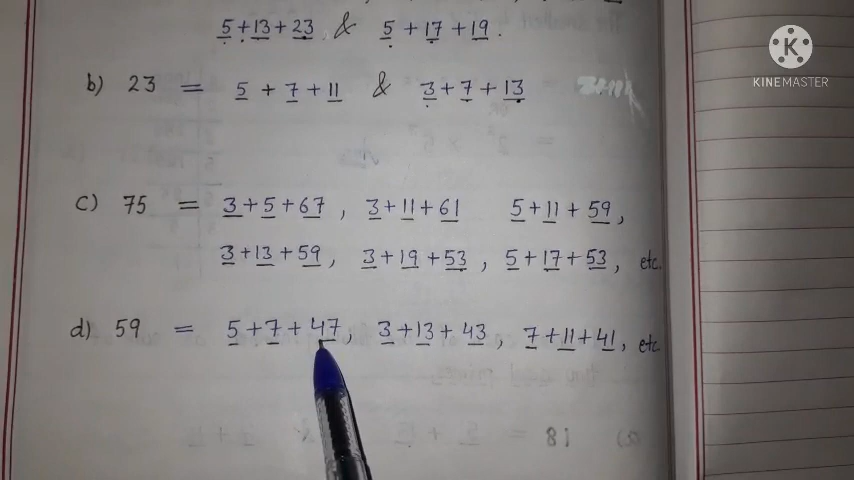 5+13+23 & 5+17+19.
KINEMASTER
b) 23 = 5+7+11 & 3+7+13
c) 75 = 3+5+67, 3+11+61 5+11+59,
3+13+59, 3+19+53, 5+17+53, etc.
d) 59 = 5+7+47, 3+13+43, 7+11+41, etc